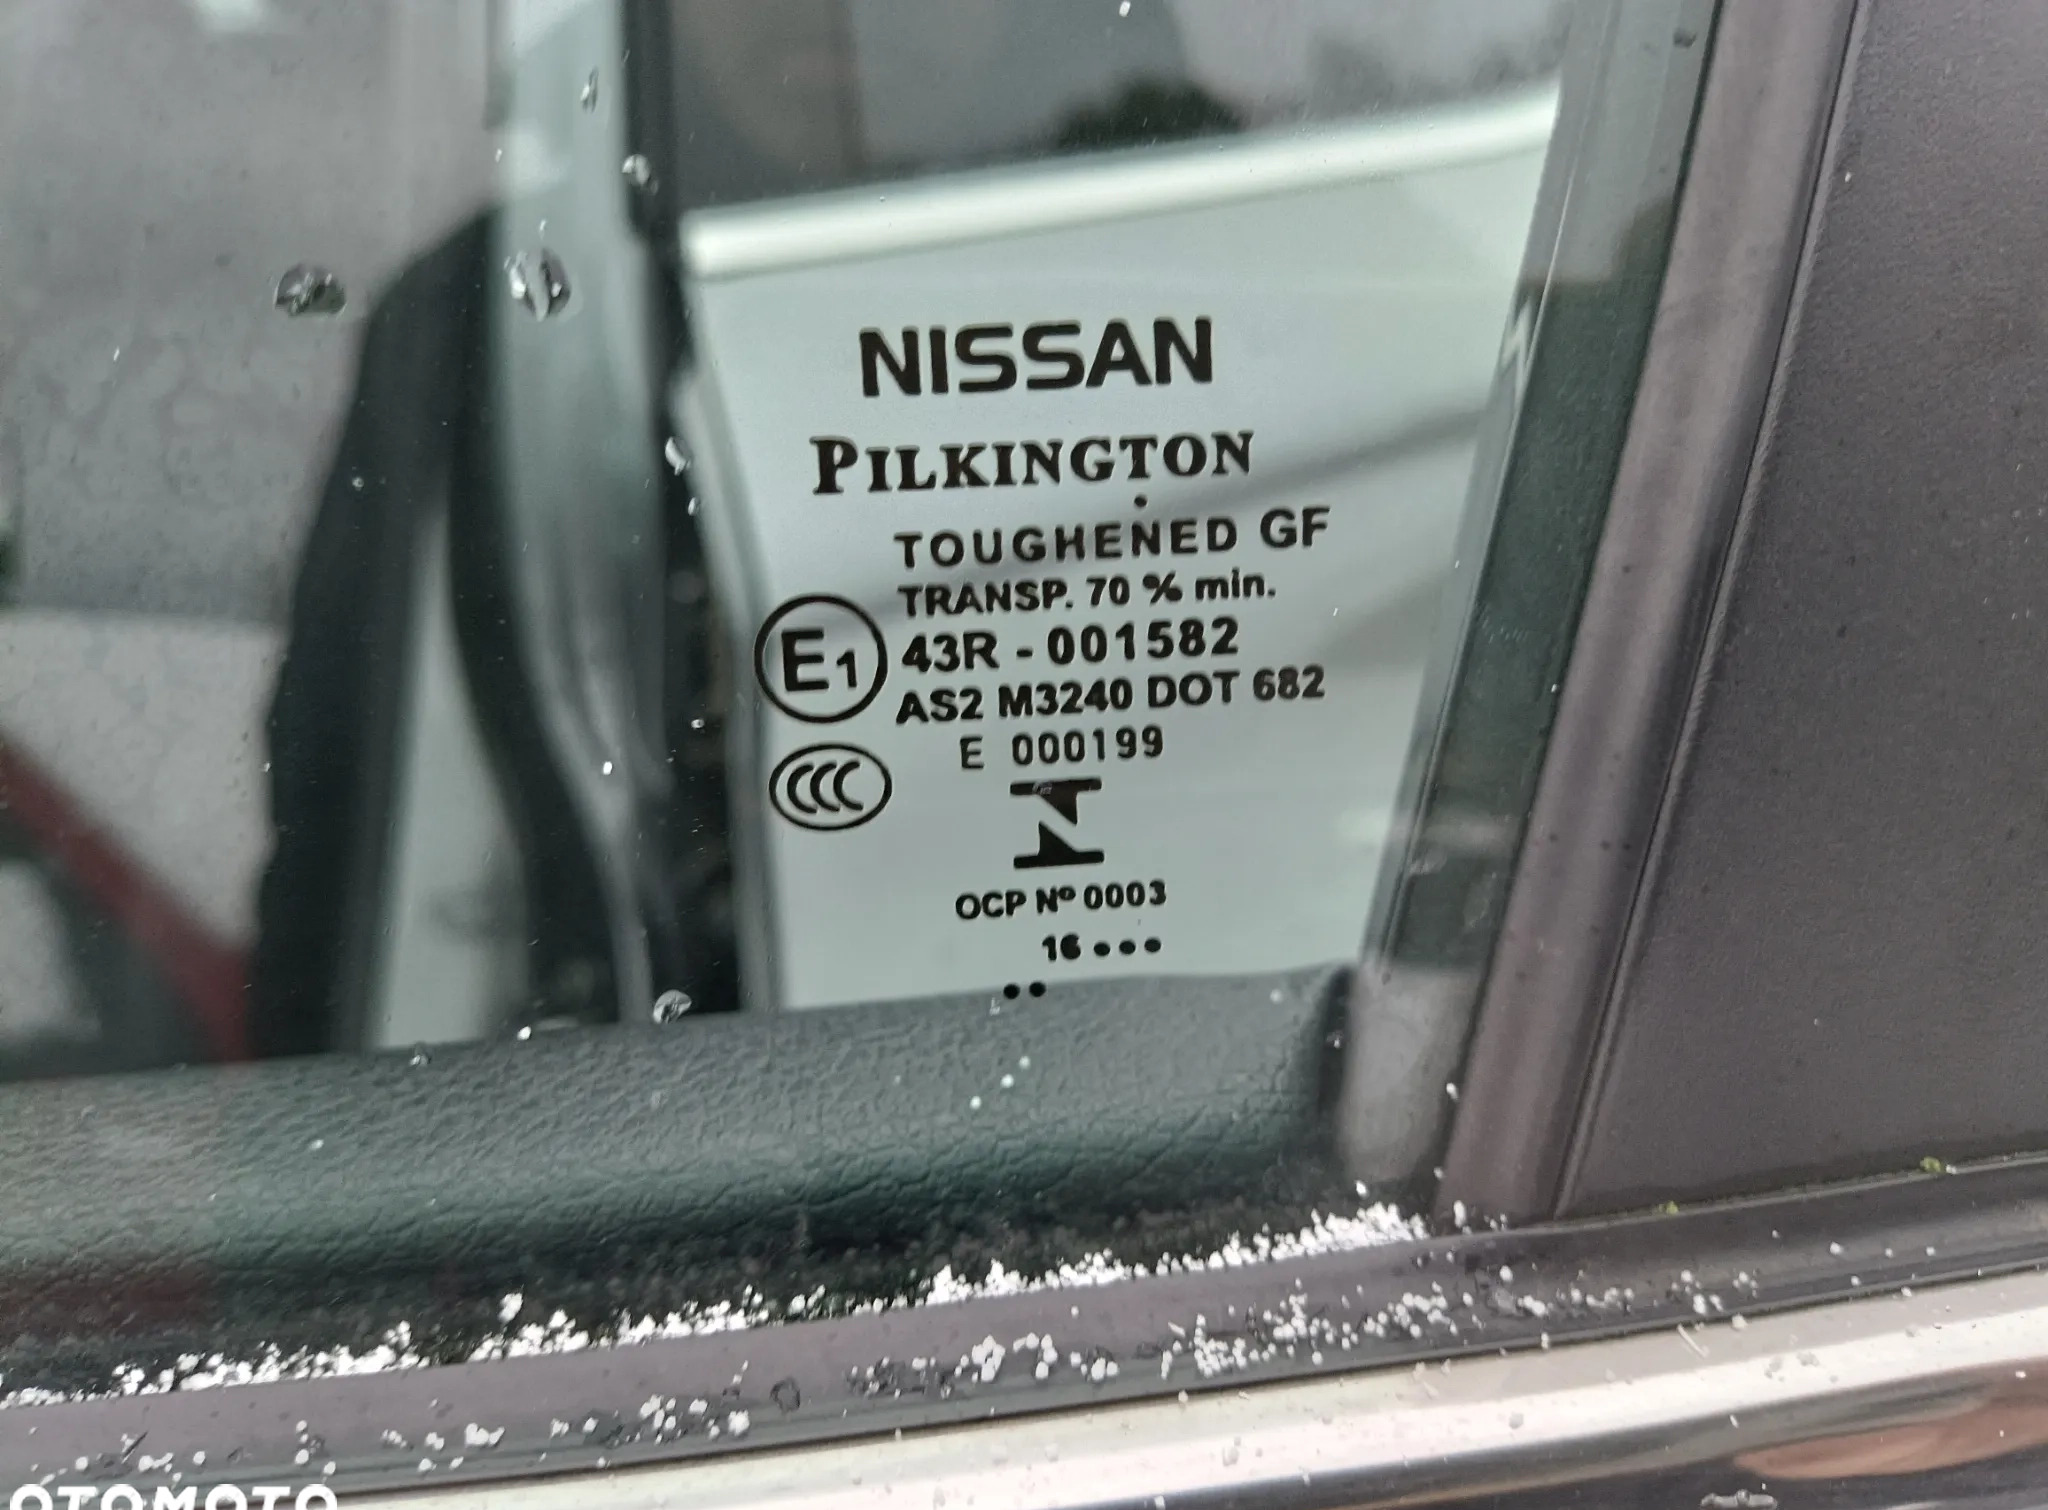 NISSAN
PILKINGTON
TOUGHENED GF
TRANSP. 70 % min.
E1 43R - 001582
AS2 M3240 DOT 682
E 000199
CCC
OCP Nº 0003
16 •••
••
OTOMOTO